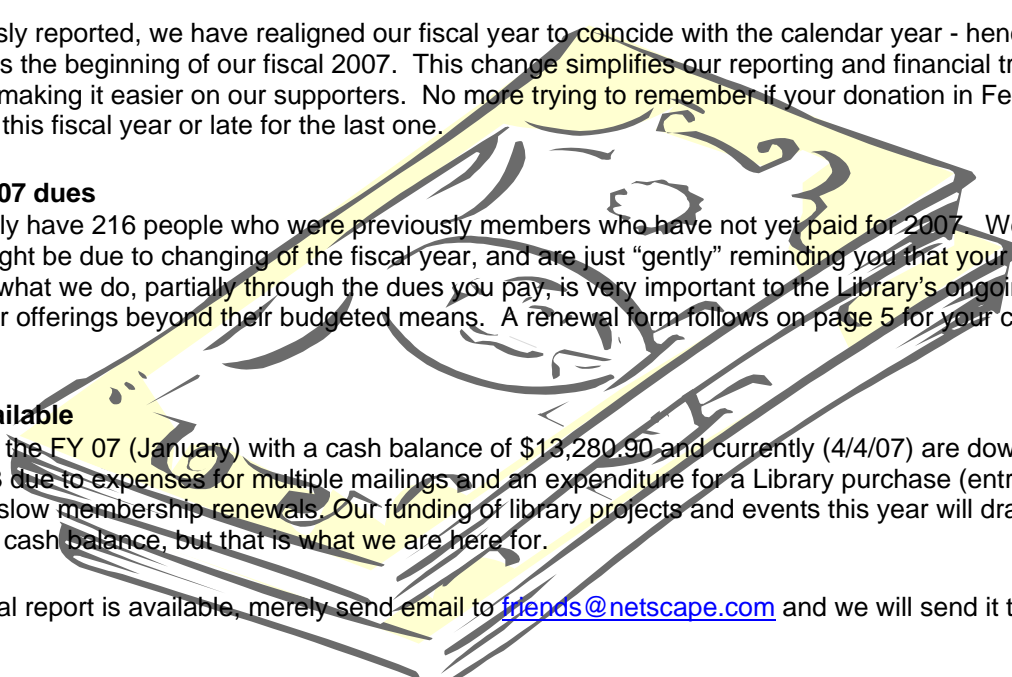 sly reported, we have realigned our fiscal year to coincide with the calendar year - hen
s the beginning of our fiscal 2007. This change simplifies our reporting and financial tr
making it easier on our supporters. No more trying to remember if your donation in Fe
this fiscal year or late for the last one.
07 dues
ly have 216 people who were previously members who have not yet paid for 2007. W
ght be due to changing of the fiscal year, and are just “gently” reminding you that your
what we do, partially through the dues you pay, is very important to the Library’s ongoi
r offerings beyond their budgeted means. A renewal form follows on page 5 for your c
ailable
the FY 07 (January) with a cash balance of $13,280.90 and currently (4/4/07) are dow
3 due to expenses for multiple mailings and an expenditure for a Library purchase (entr
slow membership renewals. Our funding of library projects and events this year will dra
cash balance, but that is what we are here for.
al report is available, merely send email to friends@netscape.com and we will send it t